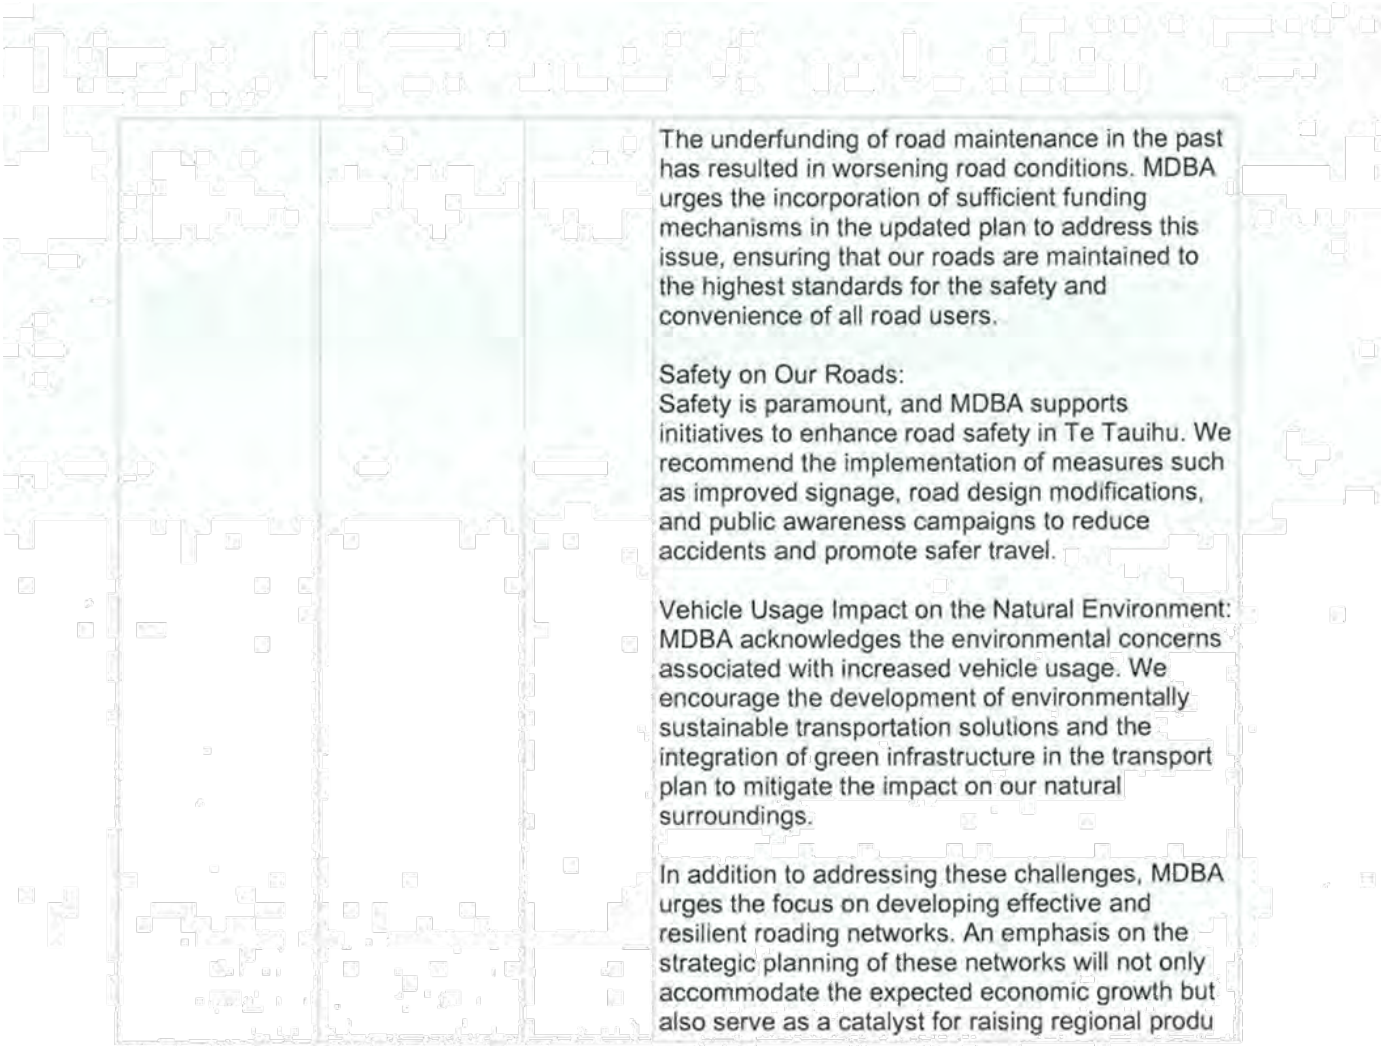 The underfunding of road maintenance in the past
has resulted in worsening road conditions. MDBA
urges the incorporation of sufficient funding
mechanisms in the updated plan to address this
issue, ensuring that our roads are maintained to
the highest standards for the safety and
convenience of all road users.
Safety on Our Roads:
Safety is paramount, and MDBA supports
initiatives to enhance road safety in Te Tauihu. We
recommend the implementation of measures such
as improved signage, road design modifications,
and public awareness campaigns to reduce
accidents and promote safer travel.
Vehicle Usage Impact on the Natural Environment:
MDBA acknowledges the environmental concerns
associated with increased vehicle usage. We
encourage the development of environmentally
sustainable transportation solutions and the
integration of green infrastructure in the transport
plan to mitigate the impact on our natural
surroundings.
In addition to addressing these challenges, MDBA
urges the focus on developing effective and
resilient roading networks. An emphasis on the
strategic planning of these networks will not only
accommodate the expected economic growth but
also serve as a catalyst for raising regional produ